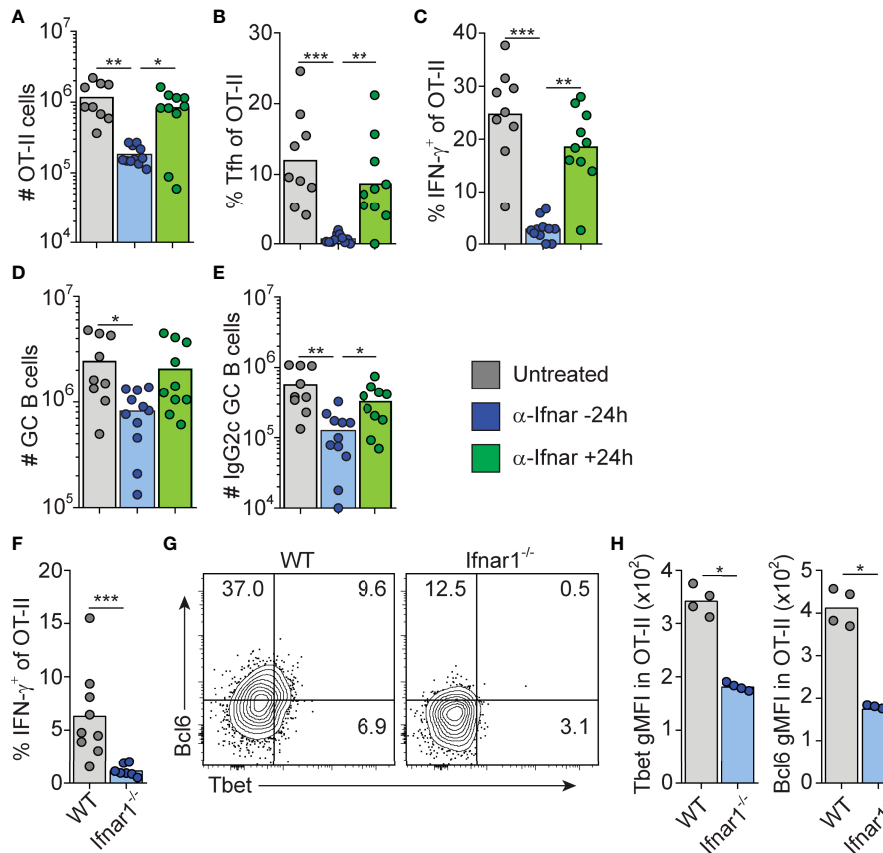 A
# OT-II cells
10^7
10^6
10^5
10^4
**
*
B
% Tfh of OT-II
30
20
10
0
***
**
C
% IFN-γ+ of OT-II
40
30
20
10
0
***
**
D
# GC B cells
10^7
10^6
10^5
*
E
# IgG2c GC B cells
10^7
10^6
10^5
10^4
**
*
Untreated
α-Ifnar -24h
α-Ifnar +24h
F
% IFN-γ+ of OT-II
20
15
10
5
0
***
WT
Ifnar1-/-
G
WT
Ifnar1-/-
37.0
9.6
6.9
12.5
0.5
3.1
Bcl6
Tbet
H
Tbet gMFI in OT-II (x10^2)
4
3
2
1
0
*
WT
Ifnar1-/-
Bcl6 gMFI in OT-II (x10^2)
5
4
3
2
1
0
*
WT